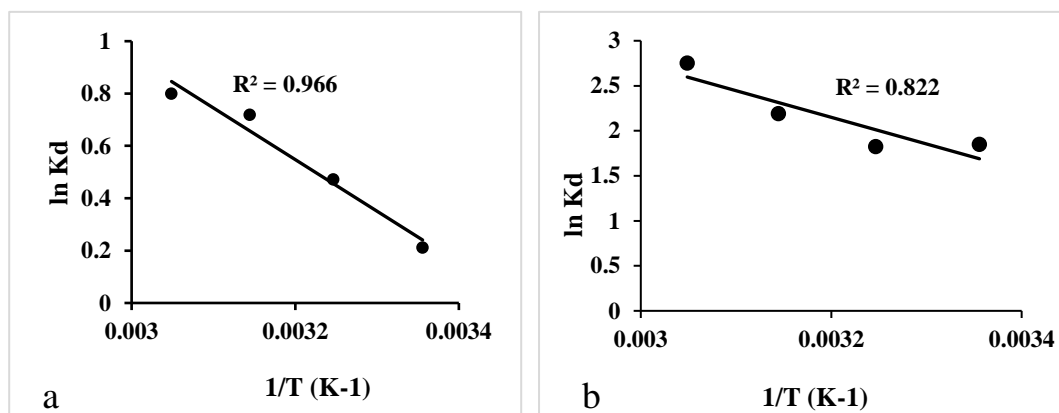 1
0.8
0.6
0.4
0.2
0
ln Kd
R² = 0.966
0.003 0.0032 0.0034
1/T (K-1)
a
3
2.5
2
1.5
1
0.5
0
ln Kd
R² = 0.822
0.003 0.0032 0.0034
1/T (K-1)
b